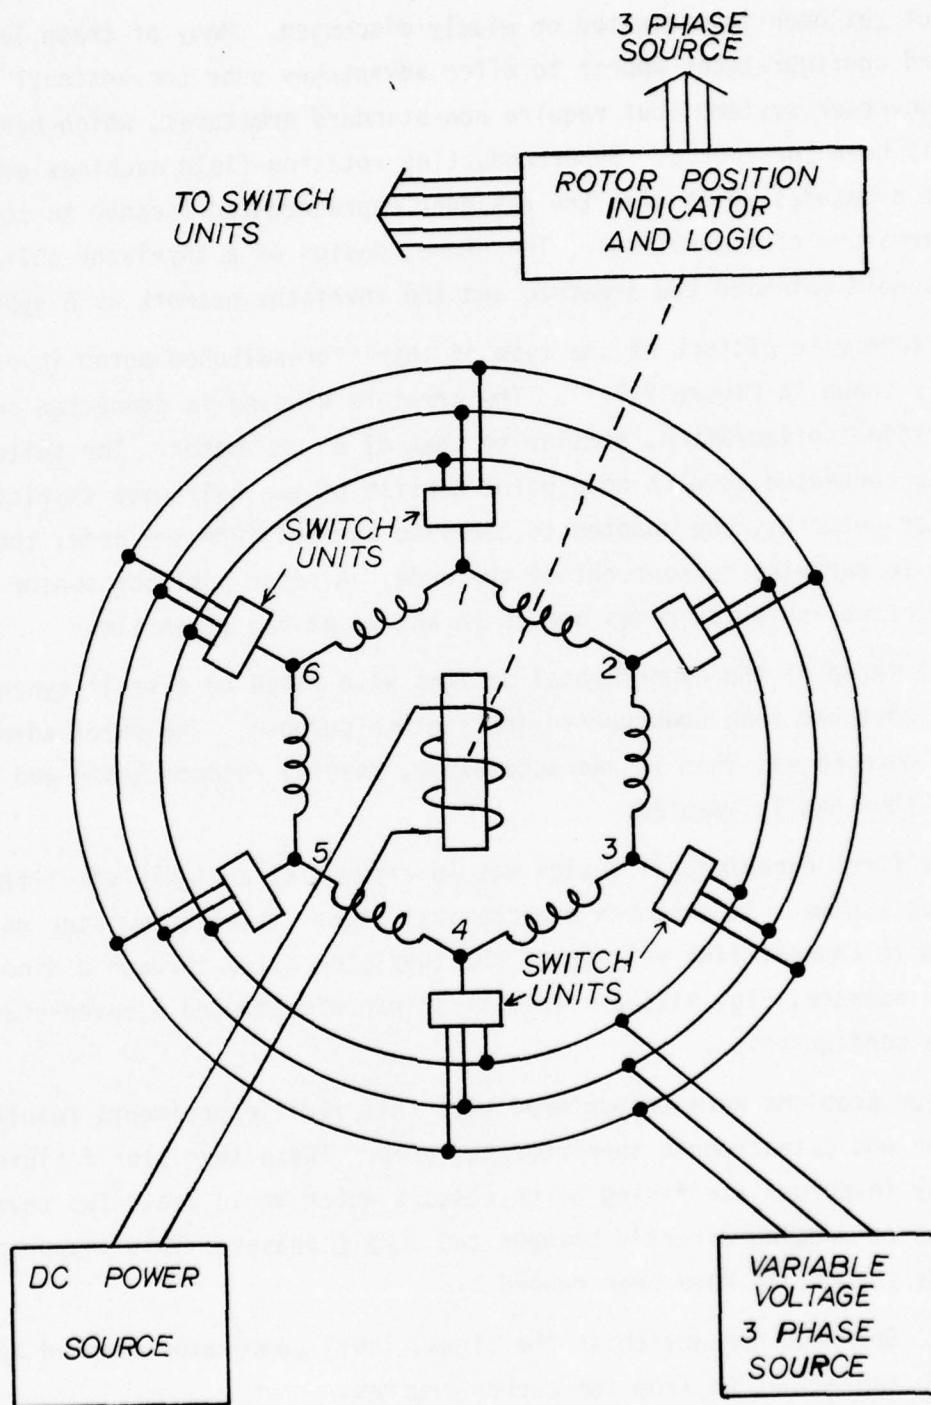 3 PHASE
SOURCE
TO SWITCH
UNITS
ROTOR POSITION
INDICATOR
AND LOGIC
SWITCH
UNITS
6
2
5
3
4
SWITCH
UNITS
DC POWER
SOURCE
VARIABLE
VOLTAGE
3 PHASE
SOURCE